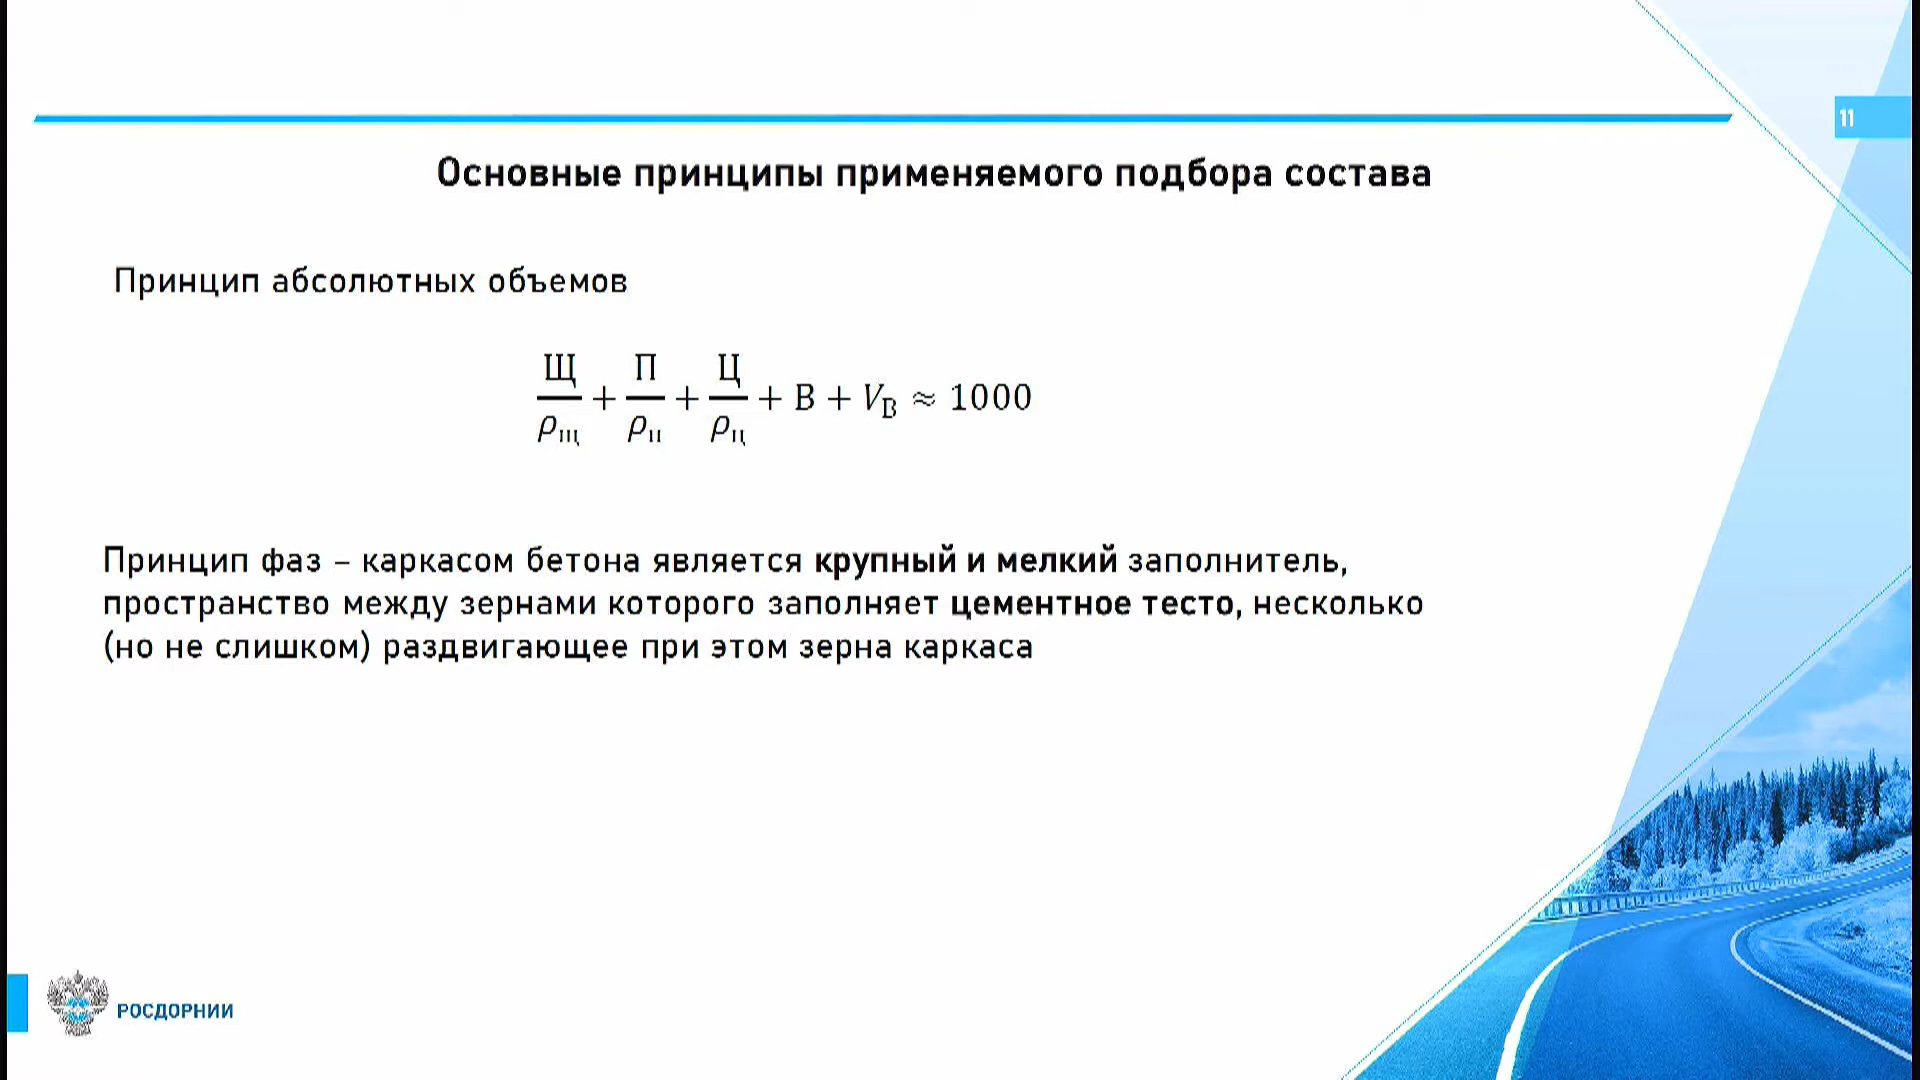 11
Основные принципы применяемого подбора состава
Принцип абсолютных объемов
Щ/ρщ + П/ρп + Ц/ρц + В + VВ ≈ 1000
Принцип фаз – каркасом бетона является крупный и мелкий заполнитель,
пространство между зернами которого заполняет цементное тесто, несколько
(но не слишком) раздвигающее при этом зерна каркаса
РОСДОРНИИ